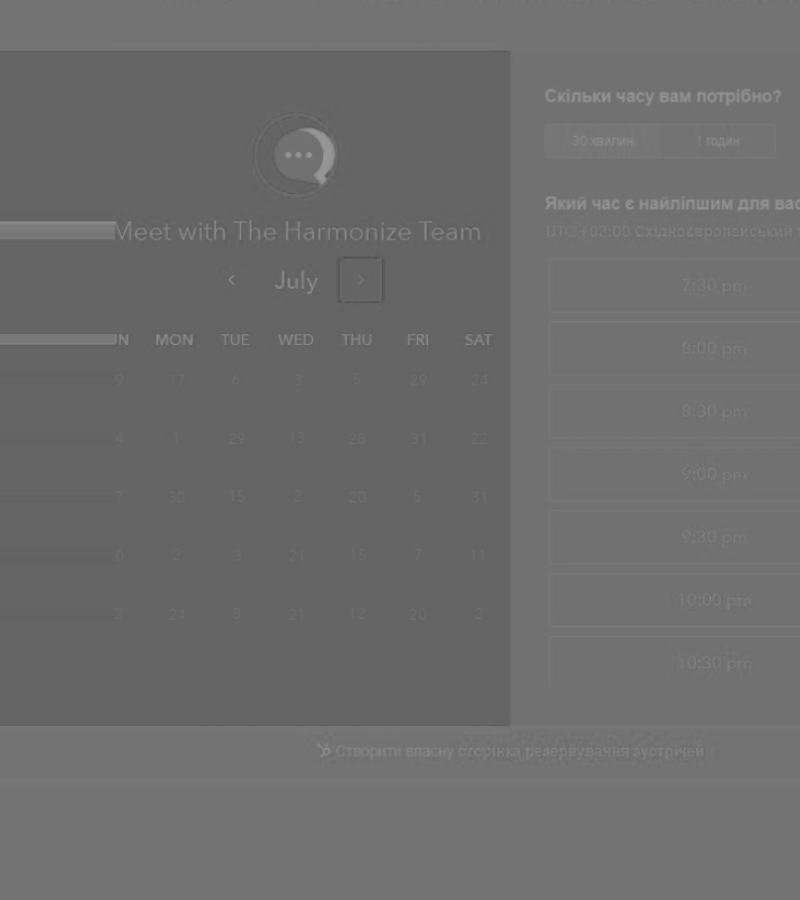 Meet with The Harmonize Team
July
N MON TUE WED THU FRI SAT
9 17 6 3 5 29 24
4 1 29 13 26 31 22
7 30 15 2 20 5 31
0 2 3 21 15 7 11
2 24 8 21 12 20 2
Скільки часу вам потрібно?
30 хвилин 1 годин
Який час є найліпшим для вас
UTC +03:00 Східноєвропейський
7:30 pm
8:00 pm
8:30 pm
9:00 pm
9:30 pm
10:00 pm
10:30 pm
Створити власну сторінка резервування зустрічей